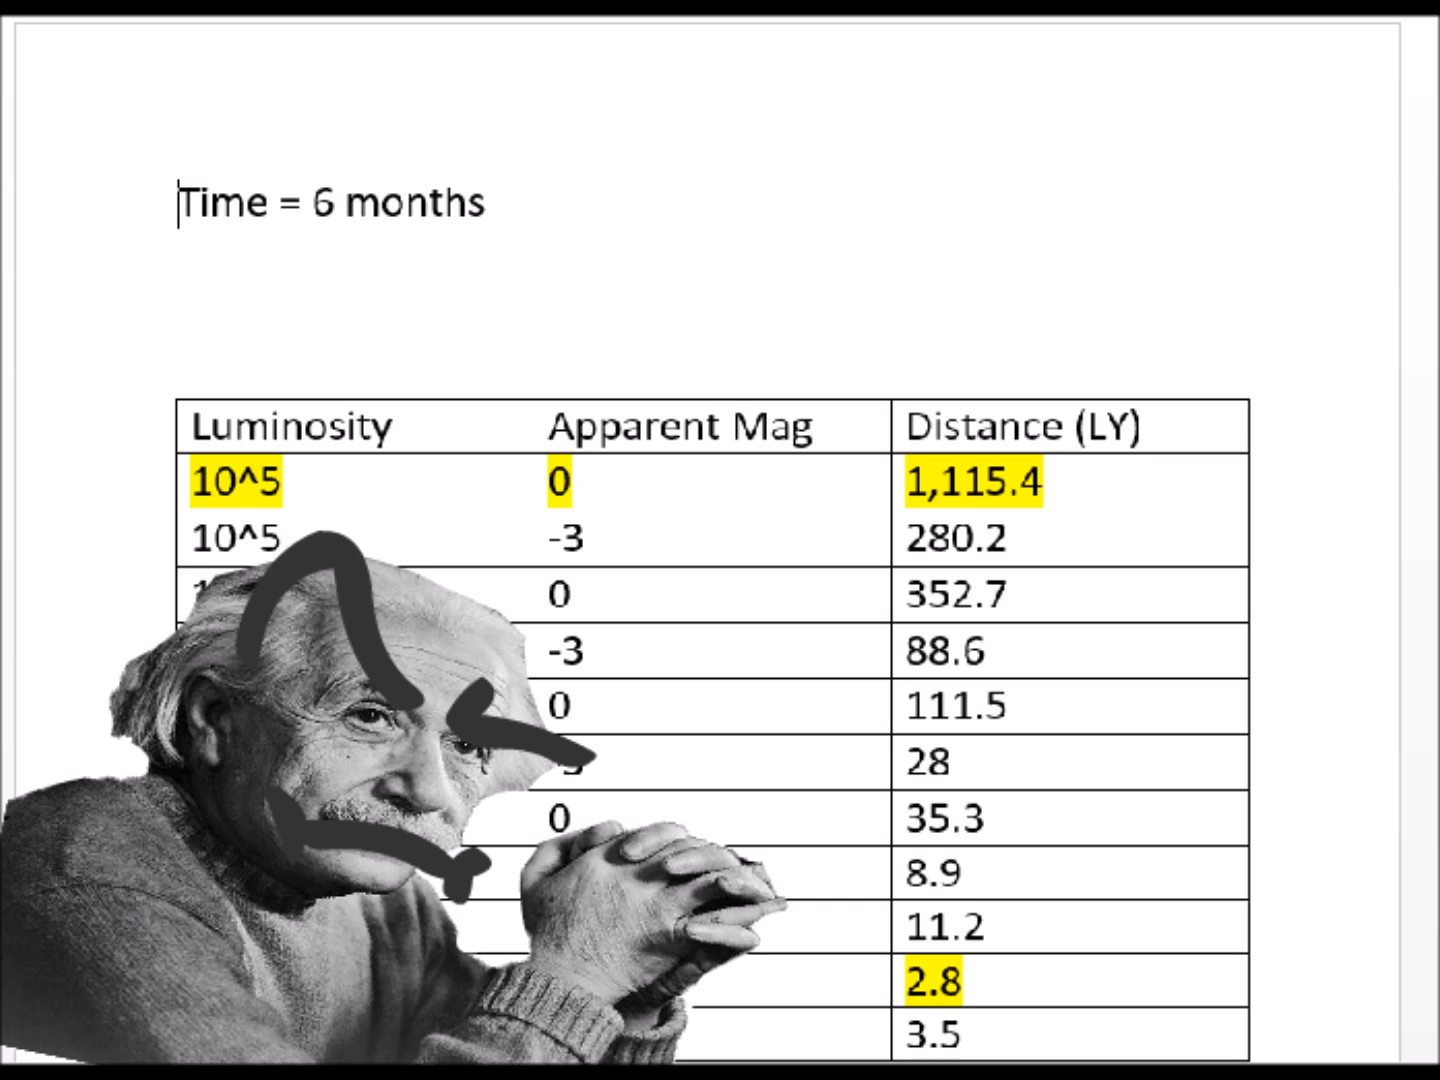 Time = 6 months
Luminosity Apparent Mag Distance (LY)
10^5 0 1,115.4
10^5 -3 280.2
0 352.7
-3 88.6
0 111.5
28
0 35.3
8.9
11.2
2.8
3.5